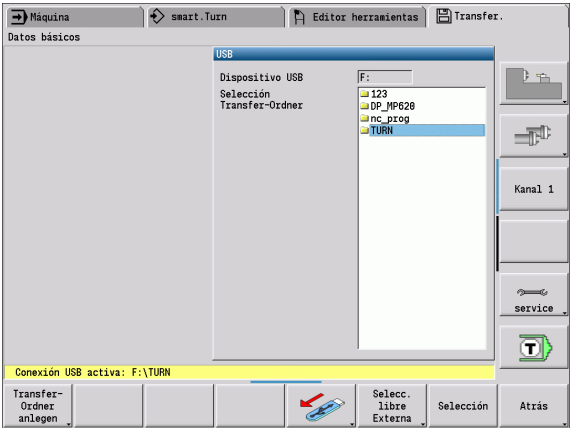 Máquina
smart.Turn
Editor herramientas
Transfer.
Datos básicos
USB
Dispositivo USB
F:
Selección
Transfer-Ordner
123
DP_MP620
nc_prog
TURN
Kanal 1
service
T
Conexión USB activa: F:\TURN
Transfer-
Ordner
anlegen
Selecc.
libre
Externa
Selección
Atrás